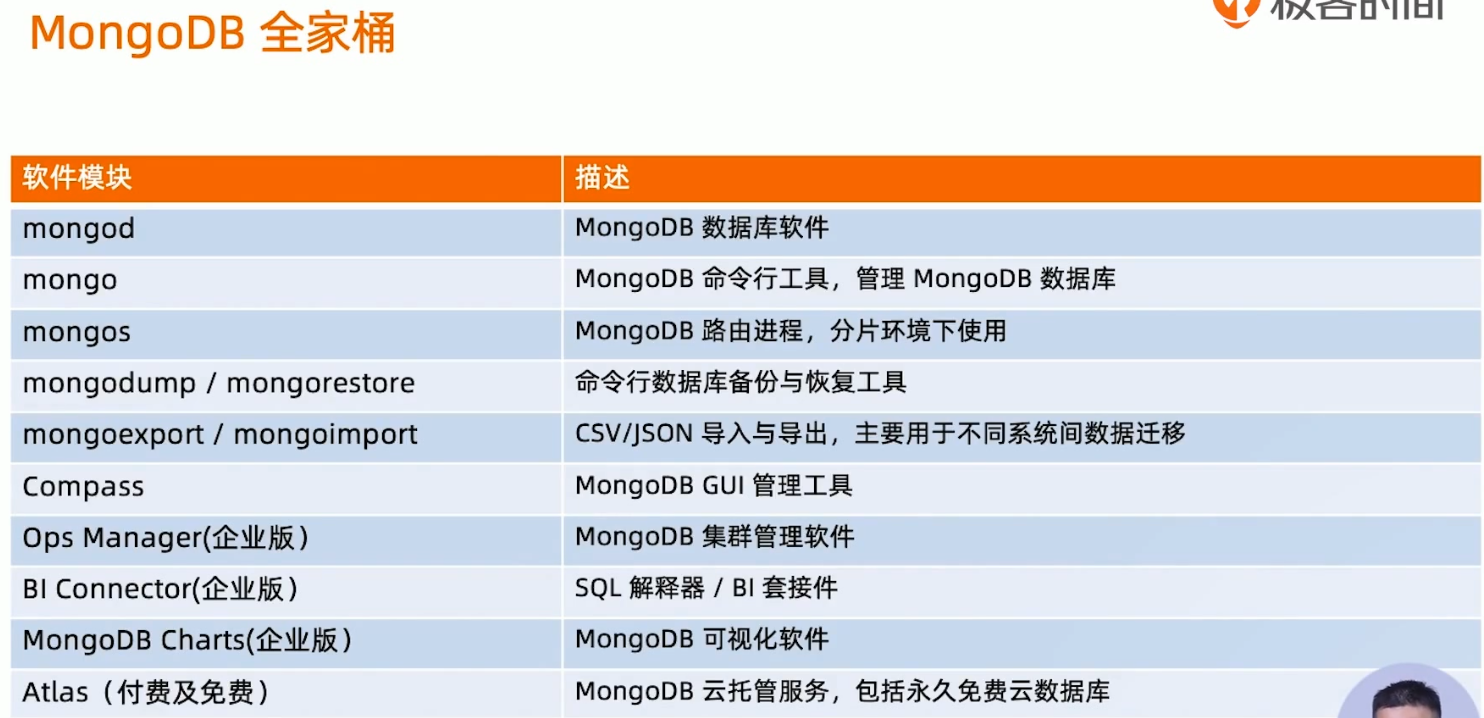 MongoDB 全家桶
极客时间
软件模块 描述
mongod MongoDB 数据库软件
mongo MongoDB 命令行工具，管理 MongoDB 数据库
mongos MongoDB 路由进程，分片环境下使用
mongodump / mongorestore 命令行数据库备份与恢复工具
mongoexport / mongoimport CSV/JSON 导入与导出，主要用于不同系统间数据迁移
Compass MongoDB GUI 管理工具
Ops Manager(企业版） MongoDB 集群管理软件
BI Connector(企业版） SQL 解释器 / BI 套接件
MongoDB Charts(企业版） MongoDB 可视化软件
Atlas（付费及免费） MongoDB 云托管服务，包括永久免费云数据库